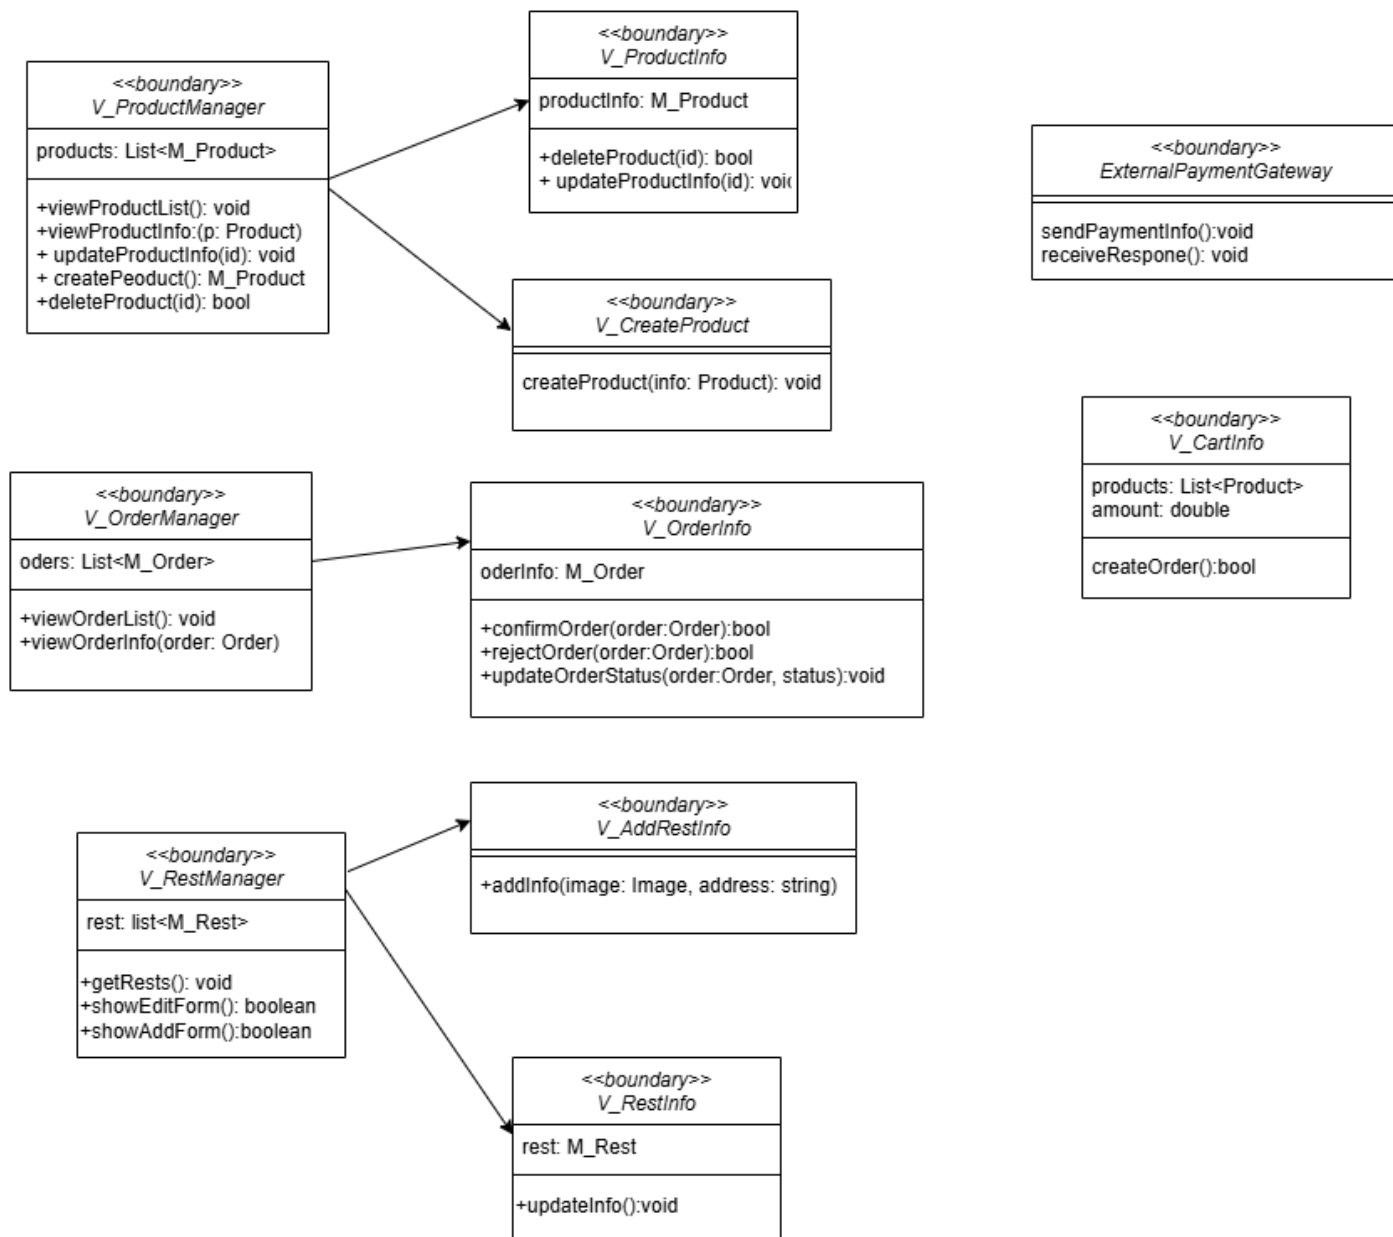 <<boundary>>
V_ProductManager
products: List<M_Product>
+viewProductList(): void
+viewProductInfo:(p: Product)
+ updateProductInfo(id): void
+ createPeoduct(): M_Product
+deleteProduct(id): bool
<<boundary>>
V_ProductInfo
productInfo: M_Product
+deleteProduct(id): bool
+ updateProductInfo(id): void
<<boundary>>
V_CreateProduct
createProduct(info: Product): void
<<boundary>>
ExternalPaymentGateway
sendPaymentInfo():void
receiveRespone(): void
<<boundary>>
V_CartInfo
products: List<Product>
amount: double
createOrder():bool
<<boundary>>
V_OrderManager
oders: List<M_Order>
+viewOrderList(): void
+viewOrderInfo(order: Order)
<<boundary>>
V_OrderInfo
oderInfo: M_Order
+confirmOrder(order:Order):bool
+rejectOrder(order:Order):bool
+updateOrderStatus(order:Order, status):void
<<boundary>>
V_RestManager
rest: list<M_Rest>
+getRests(): void
+showEditForm(): boolean
+showAddForm():boolean
<<boundary>>
V_AddRestInfo
+addInfo(image: Image, address: string)
<<boundary>>
V_RestInfo
rest: M_Rest
+updateInfo():void